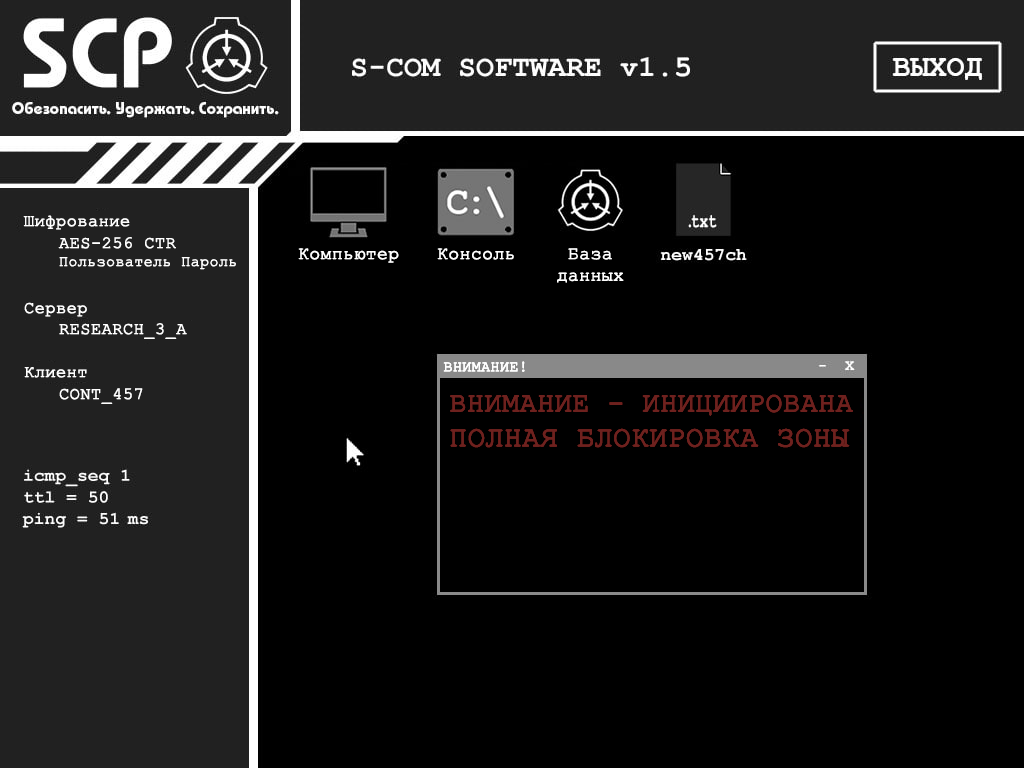 SCP
Обезопасить. Удержать. Сохранить.
S-COM SOFTWARE v1.5
ВЫХОД
Шифрование
AES-256 CTR
Пользователь Пароль
Сервер
RESEARCH_3_A
Клиент
CONT_457
icmp_seq 1
ttl = 50
ping = 51 ms
Компьютер
C:\
Консоль
База
данных
.txt
new457ch
ВНИМАНИЕ! – X
ВНИМАНИЕ – ИНИЦИИРОВАНА
ПОЛНАЯ БЛОКИРОВКА ЗОНЫ